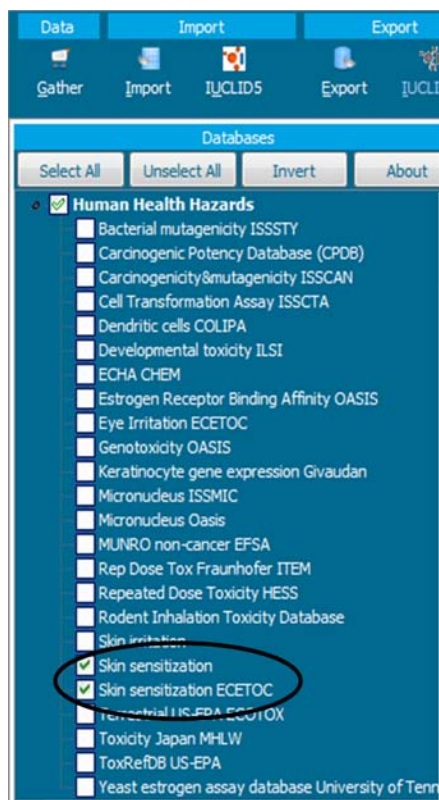 Data Import Export
Gather Import IUCLID5 Export
Databases
Select All Unselect All Invert About
Human Health Hazards
Bacterial mutagenicity ISSSTY
Carcinogenic Potency Database (CPDB)
Carcinogenicity&mutagenicity ISSCAN
Cell Transformation Assay ISSCTA
Dendritic cells COLIPA
Developmental toxicity ILSI
ECHA CHEM
Estrogen Receptor Binding Affinity OASIS
Eye Irritation ECETOC
Genotoxicity OASIS
Keratinocyte gene expression Givaudan
Micronucleus ISSMIC
Micronucleus Oasis
MUNRO non-cancer EFSA
Rep Dose Tox Fraunhofer ITEM
Repeated Dose Toxicity HESS
Rodent Inhalation Toxicity Database
Skin irritation
Skin sensitization
Skin sensitization ECETOC
Terrestrial US-EPA ECOTOX
Toxicity Japan MHLW
ToxRefDB US-EPA
Yeast estrogen assay database University of Tenn